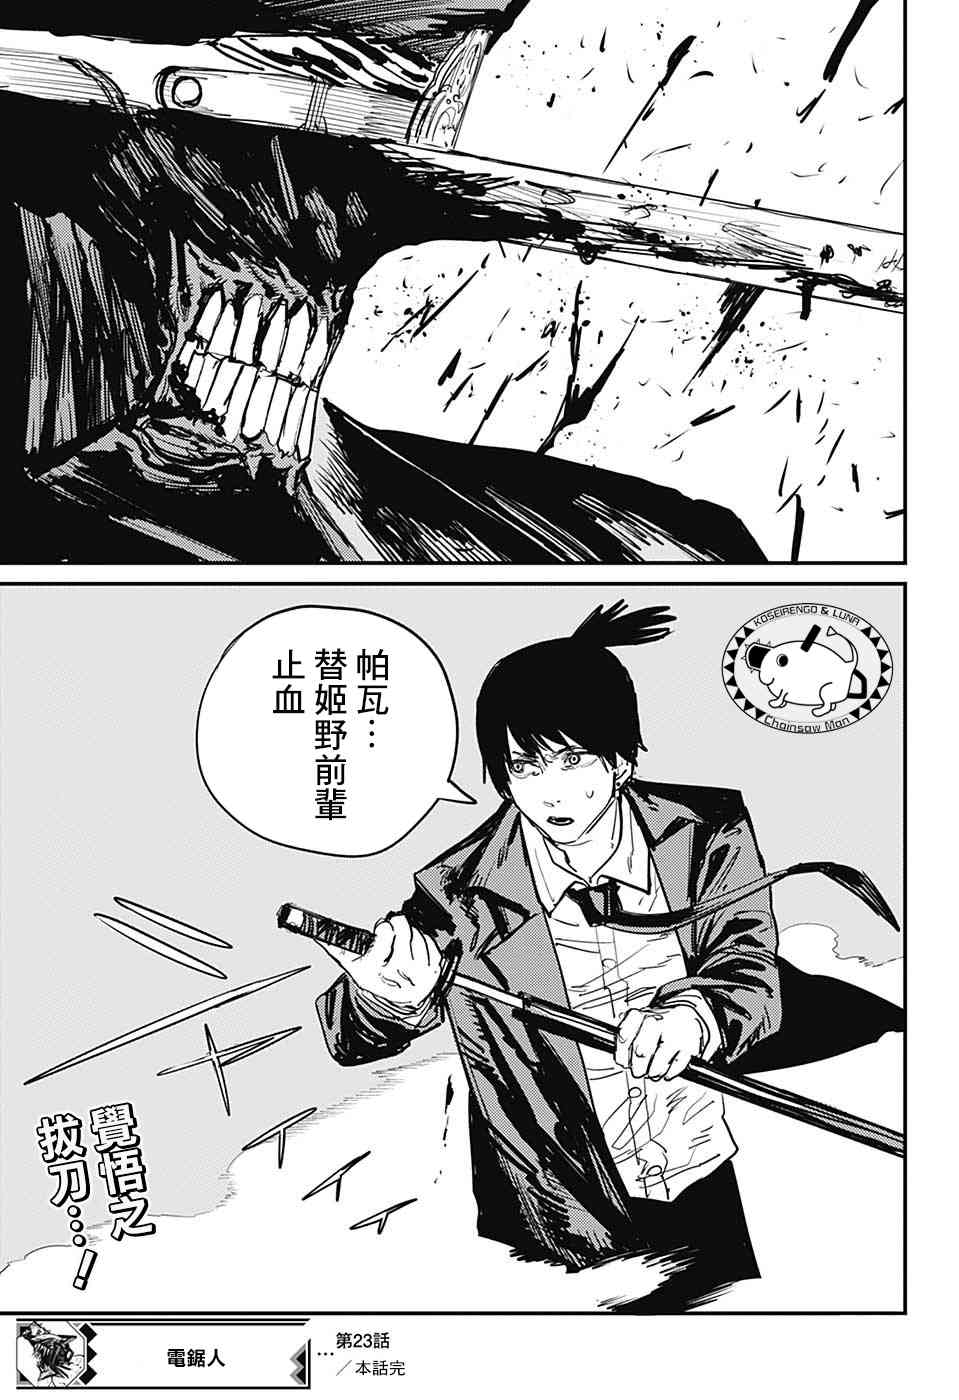 KOSEIRENGO & LUNA
Chainsaw Man
帕瓦…
替姬野前輩
止血
覺悟之
拔刀…！
電鋸人
…第23話
／本話完